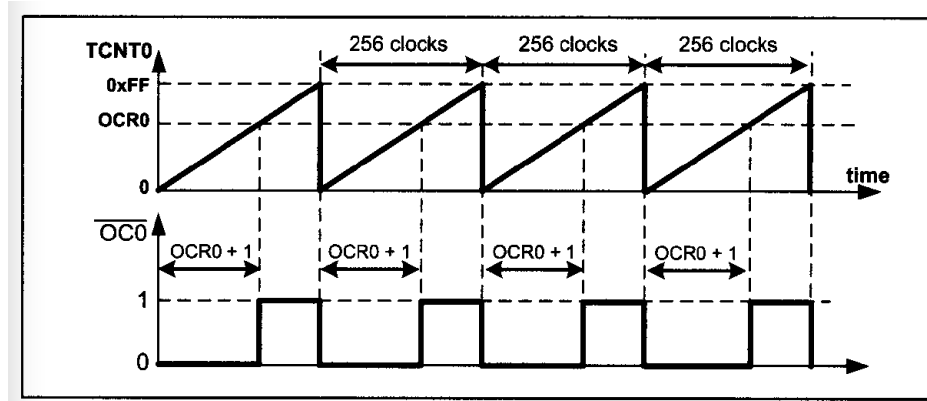 TCNT0
256 clocks 256 clocks 256 clocks
0xFF
OCR0
0
time
OC0
OCR0 + 1 OCR0 + 1 OCR0 + 1 OCR0 + 1
1
0